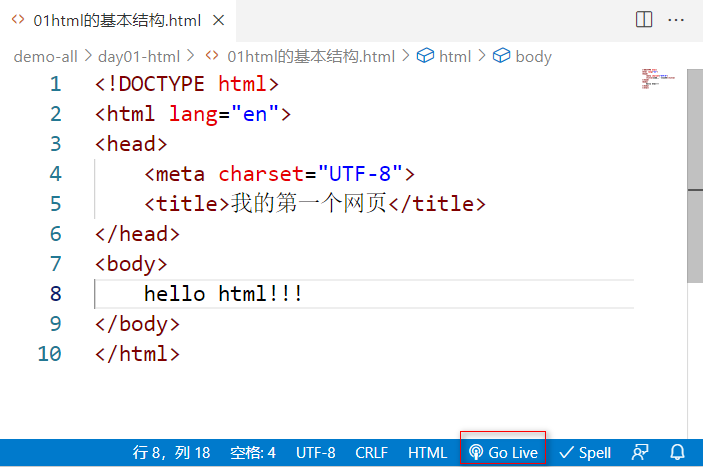 01html的基本结构.html
demo-all > day01-html > 01html的基本结构.html > html > body
1 <!DOCTYPE html>
2 <html lang="en">
3 <head>
4 <meta charset="UTF-8">
5 <title>我的第一个网页</title>
6 </head>
7 <body>
8 hello html!!!
9 </body>
10 </html>
行 8，列 18 空格: 4 UTF-8 CRLF HTML Go Live Spell